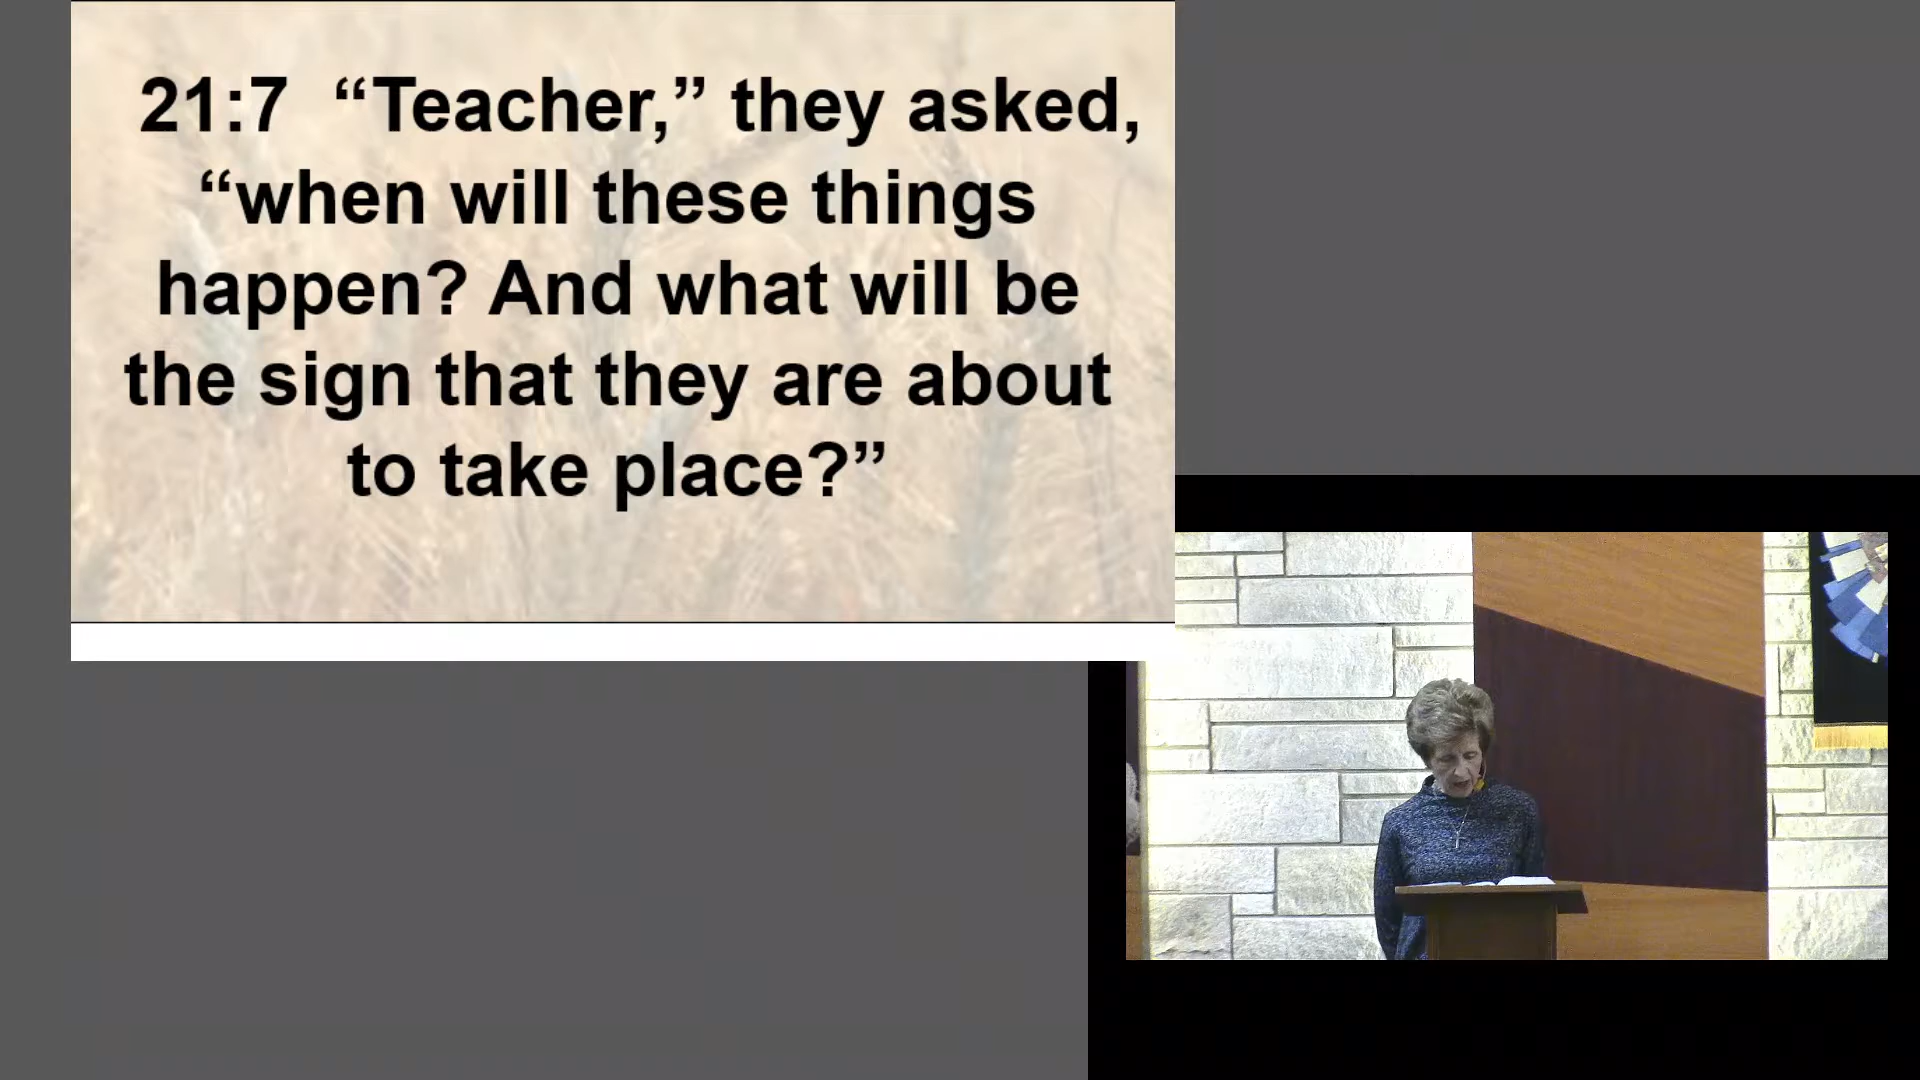 21:7 “Teacher,” they asked,
“when will these things
happen? And what will be
the sign that they are about
to take place?”